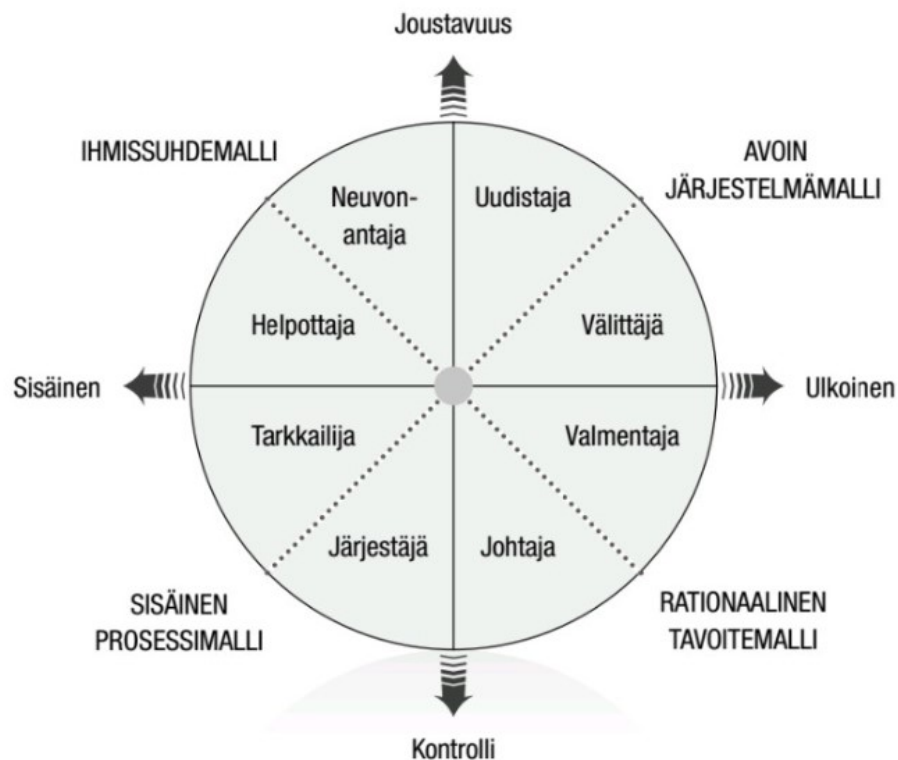 Joustavuus
IHMISSUHDEMALLI
AVOIN
JÄRJESTELMÄMALLI
Neuvon-
antaja
Uudistaja
Helpottaja
Välittäjä
Sisäinen
Ulkoinen
Tarkkailija
Valmentaja
Järjestäjä
Johtaja
SISÄINEN
PROSESSIMALLI
RATIONAALINEN
TAVOITEMALLI
Kontrolli